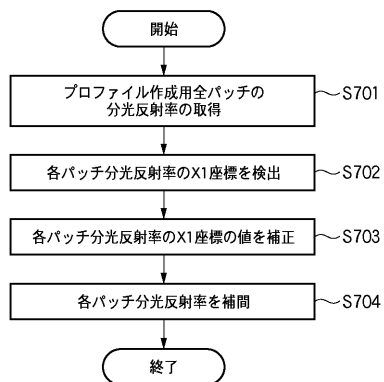 開始
プロファイル作成用全パッチの
分光反射率の取得
S701
各パッチ分光反射率のX1座標を検出
S702
各パッチ分光反射率のX1座標の値を補正
S703
各パッチ分光反射率を補間
S704
終了